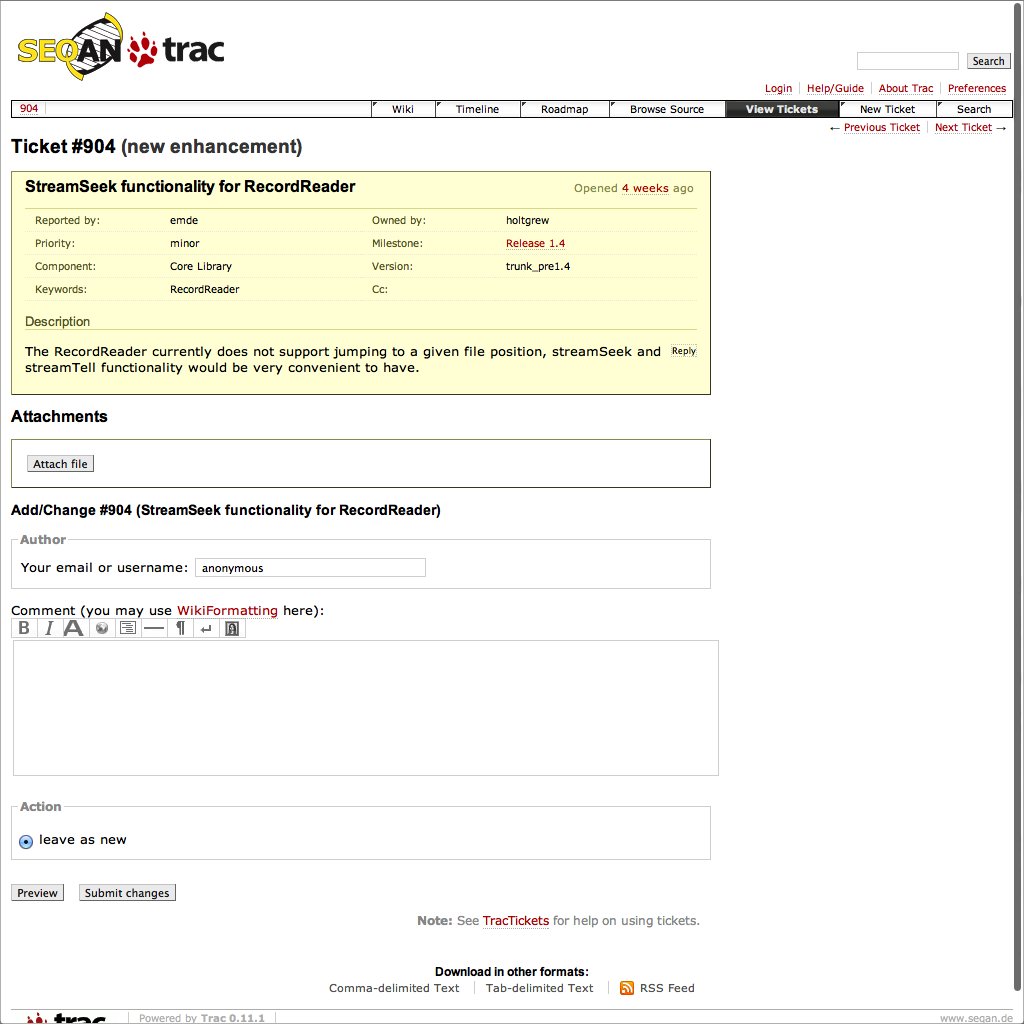 SEQAN trac
Search
Login Help/Guide About Trac Preferences
904 Wiki Timeline Roadmap Browse Source View Tickets New Ticket Search
← Previous Ticket Next Ticket →
Ticket #904 (new enhancement)
StreamSeek functionality for RecordReader Opened 4 weeks ago
Reported by: emde Owned by: holtgrew
Priority: minor Milestone: Release 1.4
Component: Core Library Version: trunk_pre1.4
Keywords: RecordReader Cc:
Description
The RecordReader currently does not support jumping to a given file position, streamSeek and Reply
streamTell functionality would be very convenient to have.
Attachments
Attach file
Add/Change #904 (StreamSeek functionality for RecordReader)
Author
Your email or username: anonymous
Comment (you may use WikiFormatting here):
B I A ¶
Action
leave as new
Preview Submit changes
Note: See TracTickets for help on using tickets.
Download in other formats:
Comma-delimited Text Tab-delimited Text RSS Feed
trac Powered by Trac 0.11.1 www.seqan.de